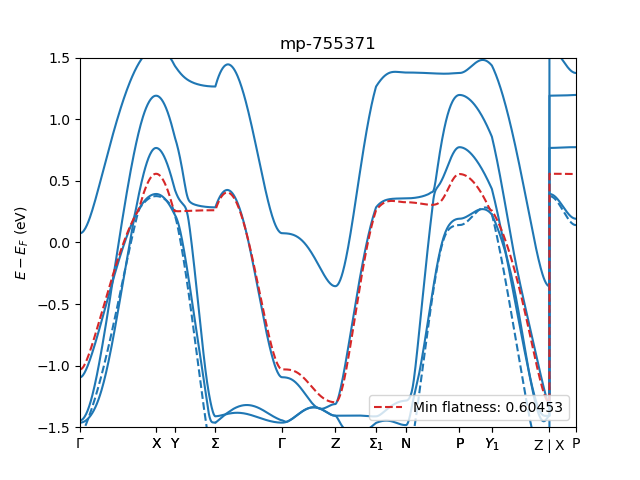 mp-755371
E − E_F (eV)
1.5
1.0
0.5
0.0
−0.5
−1.0
−1.5
Min flatness: 0.60453
Γ X Y Σ Γ Z Σ₁ N P Y₁ Z | X P